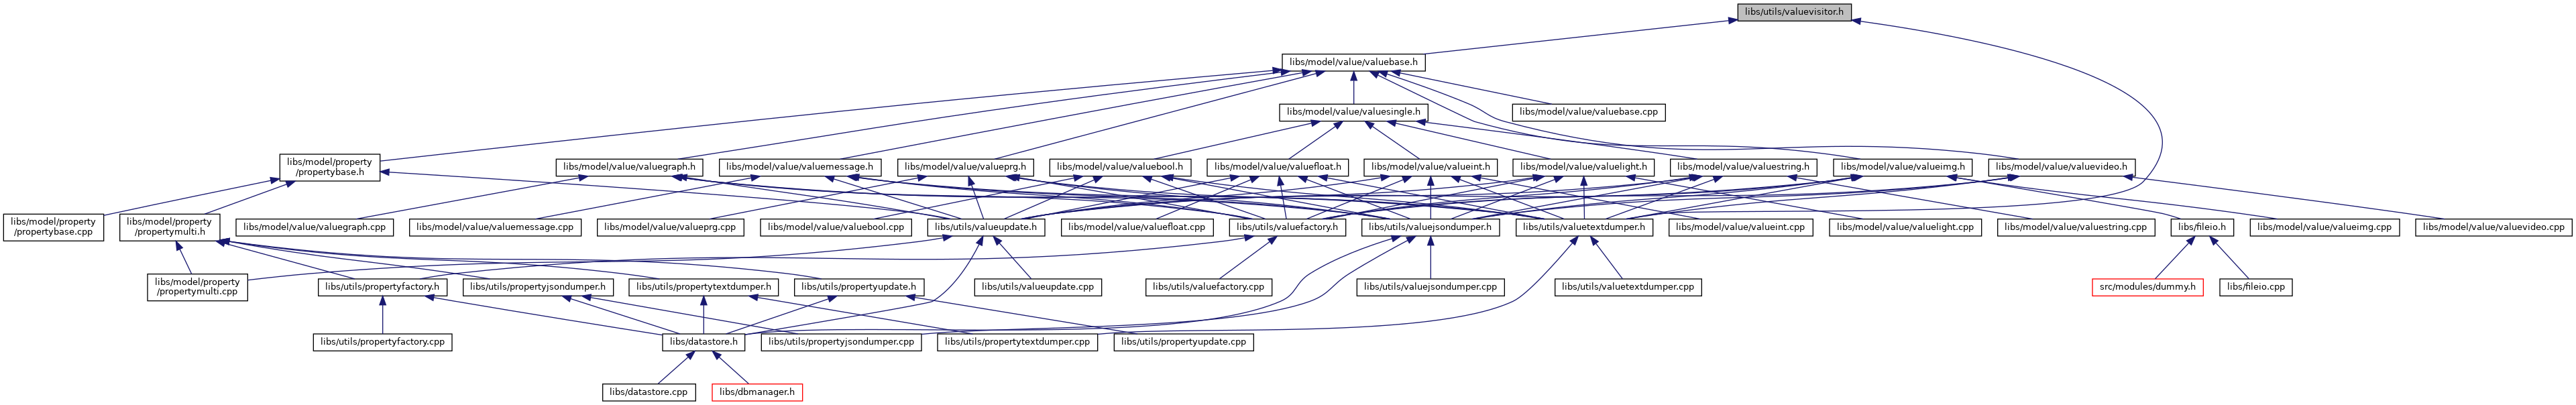 libs/utils/valuevisitor.h
libs/model/value/valuebase.h
libs/model/value/valuesingle.h
libs/model/value/valuebase.cpp
libs/model/property
/propertybase.h
libs/model/value/valuegraph.h
libs/model/value/valuemessage.h
libs/model/value/valueprg.h
libs/model/value/valuebool.h
libs/model/value/valuefloat.h
libs/model/value/valueint.h
libs/model/value/valuelight.h
libs/model/value/valuestring.h
libs/model/value/valueimg.h
libs/model/value/valuevideo.h
libs/model/property
/propertybase.cpp
libs/model/property
/propertymulti.h
libs/model/value/valuegraph.cpp
libs/model/value/valuemessage.cpp
libs/model/value/valueprg.cpp
libs/model/value/valuebool.cpp
libs/utils/valueupdate.h
libs/model/value/valuefloat.cpp
libs/utils/valuefactory.h
libs/utils/valuejsondumper.h
libs/utils/valuetextdumper.h
libs/model/value/valueint.cpp
libs/model/value/valuelight.cpp
libs/model/value/valuestring.cpp
libs/fileio.h
libs/model/value/valueimg.cpp
libs/model/value/valuevideo.cpp
libs/model/property
/propertymulti.cpp
libs/utils/propertyfactory.h
libs/utils/propertyjsondumper.h
libs/utils/propertytextdumper.h
libs/utils/propertyupdate.h
libs/utils/valueupdate.cpp
libs/utils/valuefactory.cpp
libs/utils/valuejsondumper.cpp
libs/utils/valuetextdumper.cpp
src/modules/dummy.h
libs/fileio.cpp
libs/utils/propertyfactory.cpp
libs/datastore.h
libs/utils/propertyjsondumper.cpp
libs/utils/propertytextdumper.cpp
libs/utils/propertyupdate.cpp
libs/datastore.cpp
libs/dbmanager.h